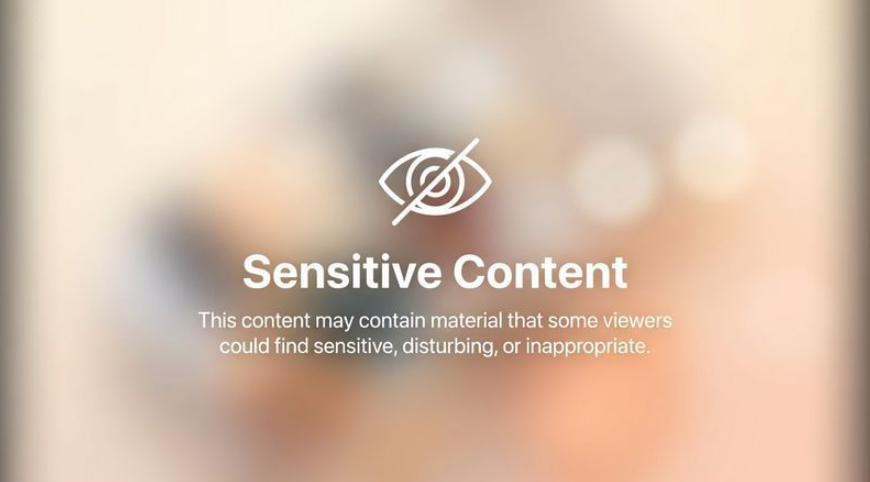 Sensitive Content
This content may contain material that some viewers
could find sensitive, disturbing, or inappropriate.